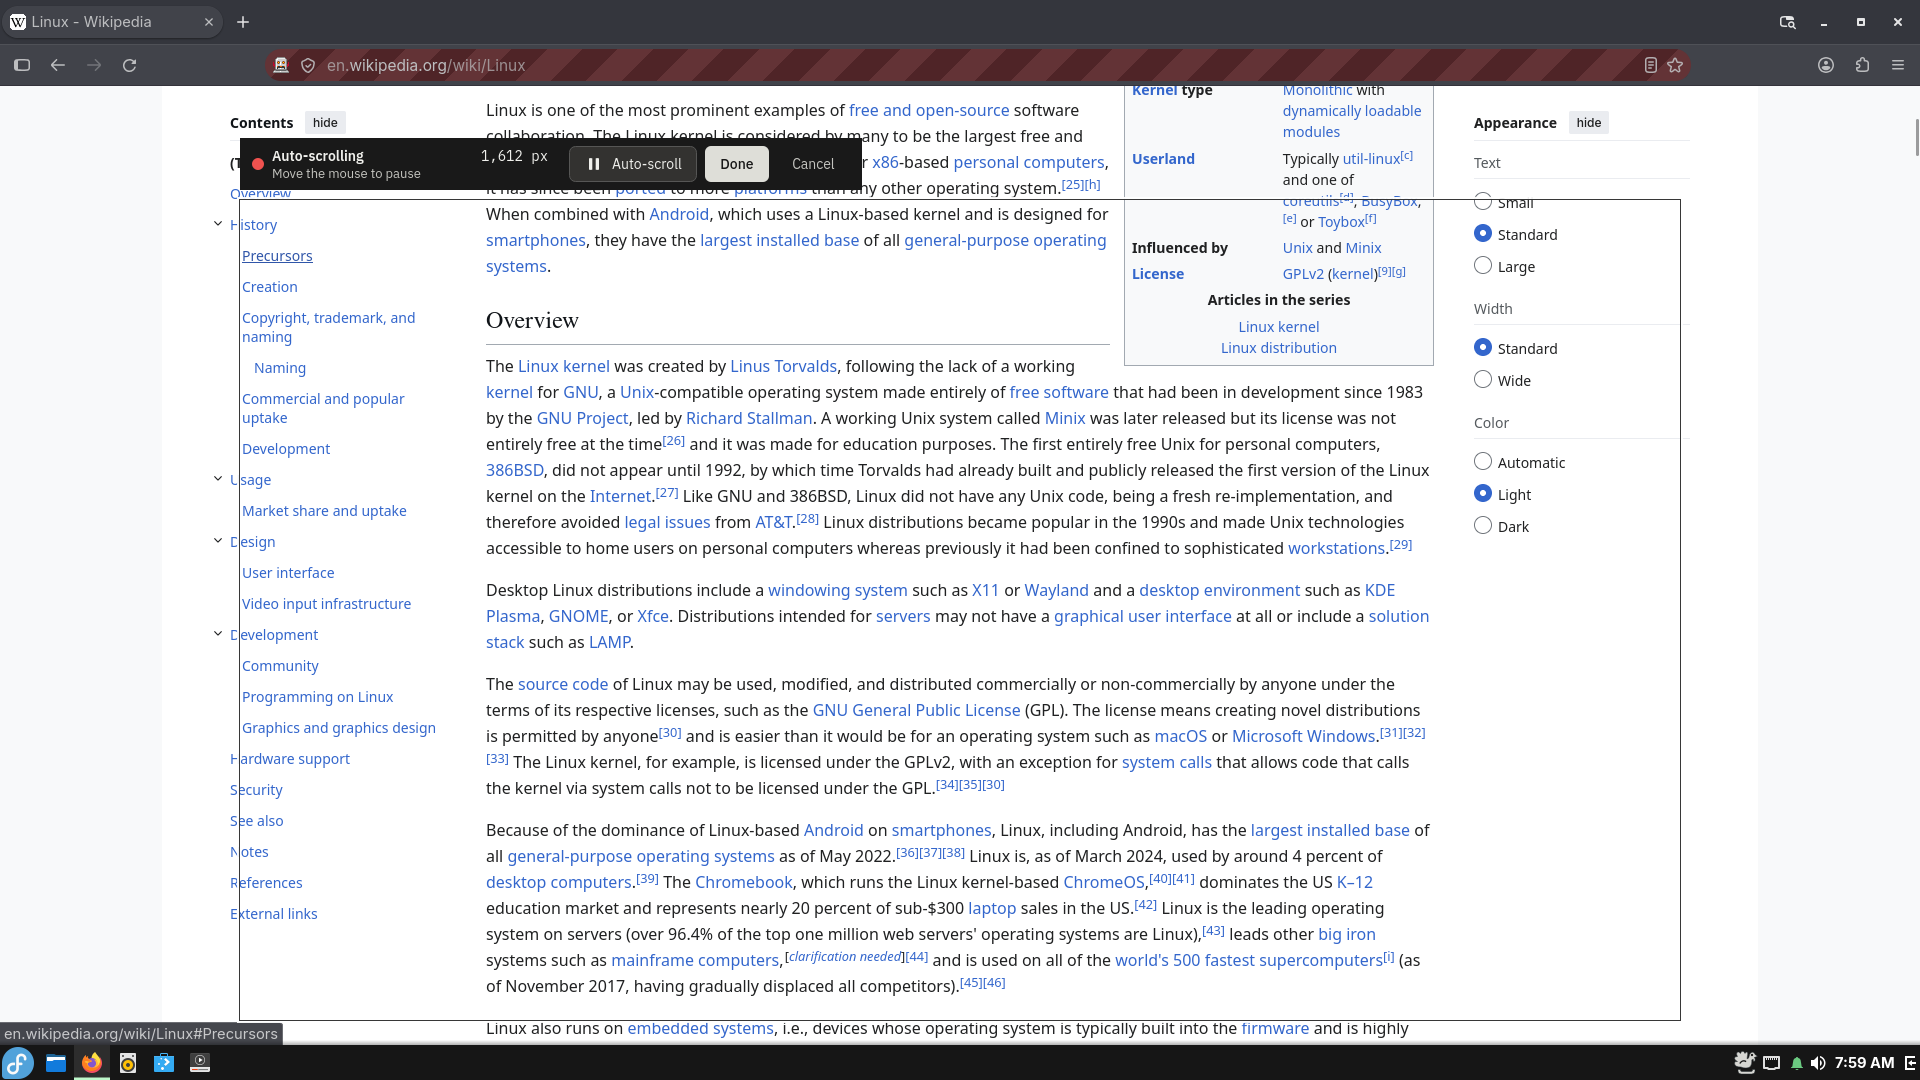 Linux - Wikipedia
en.wikipedia.org/wiki/Linux
Contents hide
Overview
History
Precursors
Creation
Copyright, trademark, and
naming
Naming
Commercial and popular
uptake
Development
Usage
Market share and uptake
Design
User interface
Video input infrastructure
Development
Community
Programming on Linux
Graphics and graphics design
Hardware support
Security
See also
Notes
References
External links
Auto-scrolling
Move the mouse to pause
1,612 px
Auto-scroll
Done
Cancel
Linux is one of the most prominent examples of free and open-source software
collaboration. The Linux kernel is considered by many to be the largest free and
x86-based personal computers,
it has since been ported to more platforms than any other operating system.[25][h]
When combined with Android, which uses a Linux-based kernel and is designed for
smartphones, they have the largest installed base of all general-purpose operating
systems.
Kernel type Monolithic with
dynamically loadable
modules
Userland Typically util-linux[c]
and one of
coreutils[d], BusyBox,
[e] or Toybox[f]
Influenced by Unix and Minix
License GPLv2 (kernel)[9][g]
Articles in the series
Linux kernel
Linux distribution
Overview
The Linux kernel was created by Linus Torvalds, following the lack of a working
kernel for GNU, a Unix-compatible operating system made entirely of free software that had been in development since 1983
by the GNU Project, led by Richard Stallman. A working Unix system called Minix was later released but its license was not
entirely free at the time[26] and it was made for education purposes. The first entirely free Unix for personal computers,
386BSD, did not appear until 1992, by which time Torvalds had already built and publicly released the first version of the Linux
kernel on the Internet.[27] Like GNU and 386BSD, Linux did not have any Unix code, being a fresh re-implementation, and
therefore avoided legal issues from AT&T.[28] Linux distributions became popular in the 1990s and made Unix technologies
accessible to home users on personal computers whereas previously it had been confined to sophisticated workstations.[29]
Desktop Linux distributions include a windowing system such as X11 or Wayland and a desktop environment such as KDE
Plasma, GNOME, or Xfce. Distributions intended for servers may not have a graphical user interface at all or include a solution
stack such as LAMP.
The source code of Linux may be used, modified, and distributed commercially or non-commercially by anyone under the
terms of its respective licenses, such as the GNU General Public License (GPL). The license means creating novel distributions
is permitted by anyone[30] and is easier than it would be for an operating system such as macOS or Microsoft Windows.[31][32]
[33] The Linux kernel, for example, is licensed under the GPLv2, with an exception for system calls that allows code that calls
the kernel via system calls not to be licensed under the GPL.[34][35][30]
Because of the dominance of Linux-based Android on smartphones, Linux, including Android, has the largest installed base of
all general-purpose operating systems as of May 2022.[36][37][38] Linux is, as of March 2024, used by around 4 percent of
desktop computers.[39] The Chromebook, which runs the Linux kernel-based ChromeOS,[40][41] dominates the US K–12
education market and represents nearly 20 percent of sub-$300 laptop sales in the US.[42] Linux is the leading operating
system on servers (over 96.4% of the top one million web servers' operating systems are Linux),[43] leads other big iron
systems such as mainframe computers,[clarification needed][44] and is used on all of the world's 500 fastest supercomputers[i] (as
of November 2017, having gradually displaced all competitors).[45][46]
Linux also runs on embedded systems, i.e., devices whose operating system is typically built into the firmware and is highly
Appearance hide
Text
Small
Standard
Large
Width
Standard
Wide
Color
Automatic
Light
Dark
en.wikipedia.org/wiki/Linux#Precursors
7:59 AM